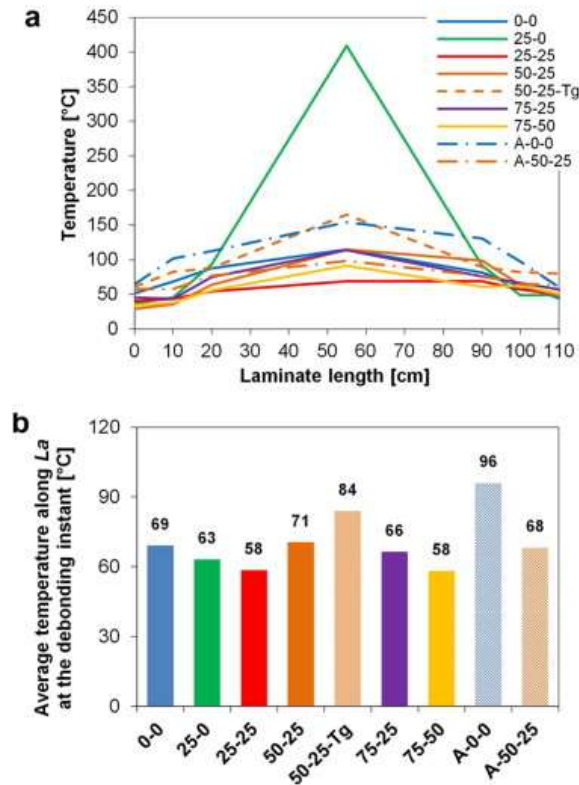 a
450
400
350
300
250
200
150
100
50
0
Temperature [°C]
0-0
25-0
25-25
50-25
50-25-Tg
75-25
75-50
A-0-0
A-50-25
0 10 20 30 40 50 60 70 80 90 100 110
Laminate length [cm]
b
120
90
60
30
0
Average temperature along La
at the debonding instant [°C]
69 63 58 71 84 66 58 96 68
0-0 25-0 25-25 50-25 50-25-Tg 75-25 75-50 A-0-0 A-50-25